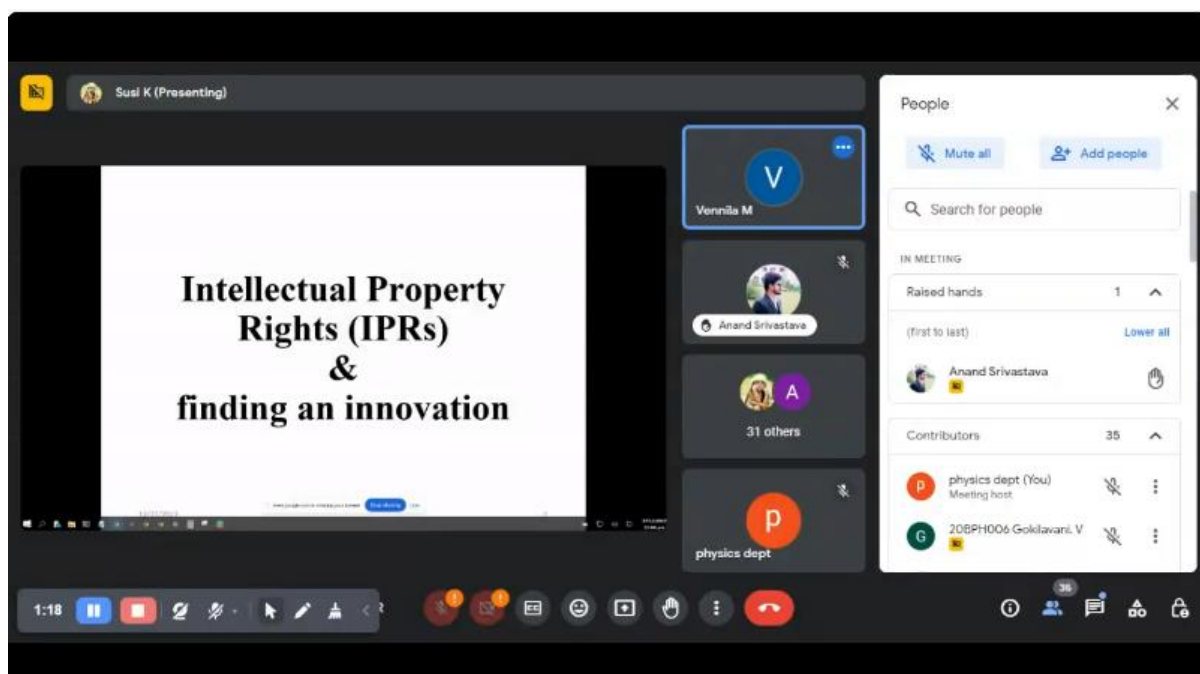 Susi K (Presenting)
Intellectual Property
Rights (IPRs)
&
finding an innovation
V
Vennila M
Anand Srivastava
A
31 others
p
physics dept
People
Mute all
Add people
Search for people
IN MEETING
Raised hands
1
(first to last)
Lower all
Anand Srivastava
Contributors
35
P
physics dept (You)
Meeting host
G
20BPH006 Gokilavani. V
1:18
CC
36